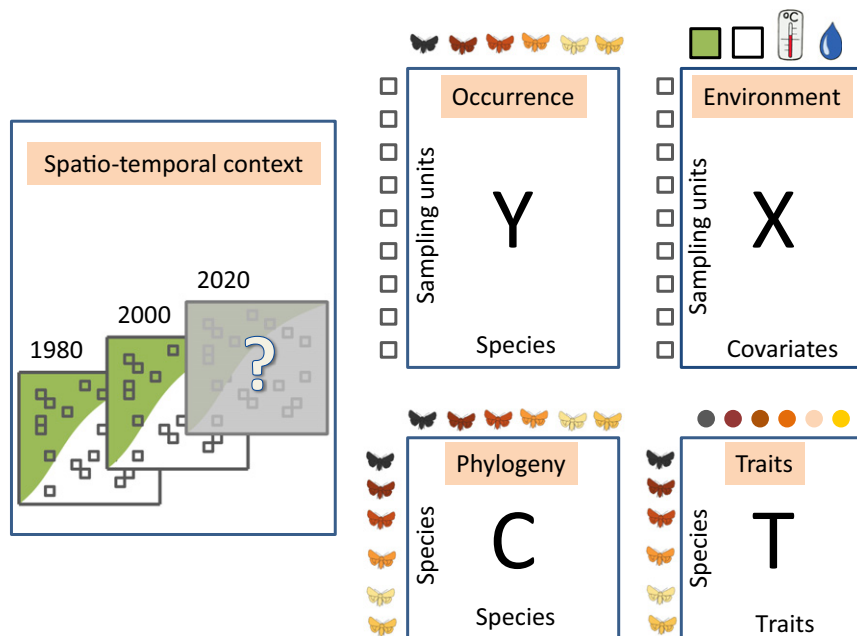 Spatio-temporal context
1980
2000
2020
?
Occurrence
Y
Sampling units
Species
°C
Environment
X
Sampling units
Covariates
Phylogeny
C
Species
Species
Traits
T
Species
Traits